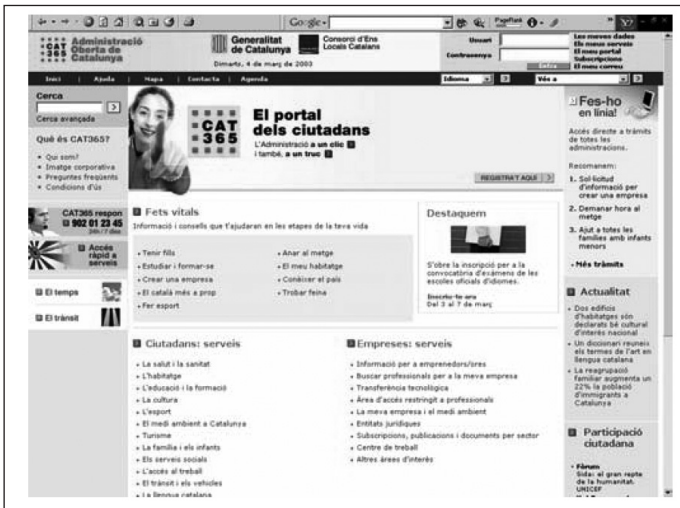 Google
PageRank
CAT 365
Administració
Oberta de
Catalunya
Generalitat
de Catalunya
Consorci d'Ens
Locals Catalans
Dimarts, 4 de març de 2003
Usuari
Contrasenya
Entra
Les meves dades
Els meus serveis
El meu portal
Subscripcions
El meu correu
Inici | Ajuda | Mapa | Contacta | Agenda
Idioma
Vés a
Cerca
Cerca avançada
Què és CAT365?
Qui som?
Imatge corporativa
Preguntes freqüents
Condicions d'ús
CAT365 respon
902 01 23 45
24h / 7 dies
Accés
ràpid a
serveis
El temps
El trànsit
CAT
365
El portal
dels ciutadans
L'Administració a un clic
i també, a un truc
REGISTRA'T AQUÍ
Fets vitals
Informació i consells que t'ajudaran en les etapes de la teva vida
Tenir fills
Estudiar i formar-se
Crear una empresa
El català més a prop
Fer esport
Anar al metge
El meu habitatge
Conèixer el país
Trobar feina
Destaquem
S'obre la inscripció per a la
convocatòria d'exàmens de les
escoles oficials d'idiomes.
Inscriu-te ara
Del 3 al 7 de març
Ciutadans: serveis
La salut i la sanitat
L'habitatge
L'educació i la formació
La cultura
L'esport
El medi ambient a Catalunya
Turisme
La família i els infants
Els serveis socials
L'accés al treball
El trànsit i els vehicles
La llengua catalana
Empreses: serveis
Informació per a emprenedors/ores
Buscar professionals per a la meva empresa
Transferència tecnològica
Àrea d'accés restringit a professionals
La meva empresa i el medi ambient
Entitats jurídiques
Subscripcions, publicacions i documents per sector
Centre de treball
Altres àrees d'interès
Fes-ho
en línia!
Accés directe a tràmits
de totes les
administracions.
Recomanem:
1. Sol·licitud
d'informació per
crear una empresa
2. Demanar hora al
metge
3. Ajut a totes les
famílies amb infants
menors
Més tràmits
Actualitat
Dos edificis
d'habitatges són
declarats bé cultural
d'interès nacional
Un diccionari reuneix
els termes de l'art en
llengua catalana
La reagrupació
familiar augmenta un
22% la població
d'immigrants a
Catalunya
Participació
ciutadana
Fòrum
Sida: el gran repte
de la humanitat.
UNICEF